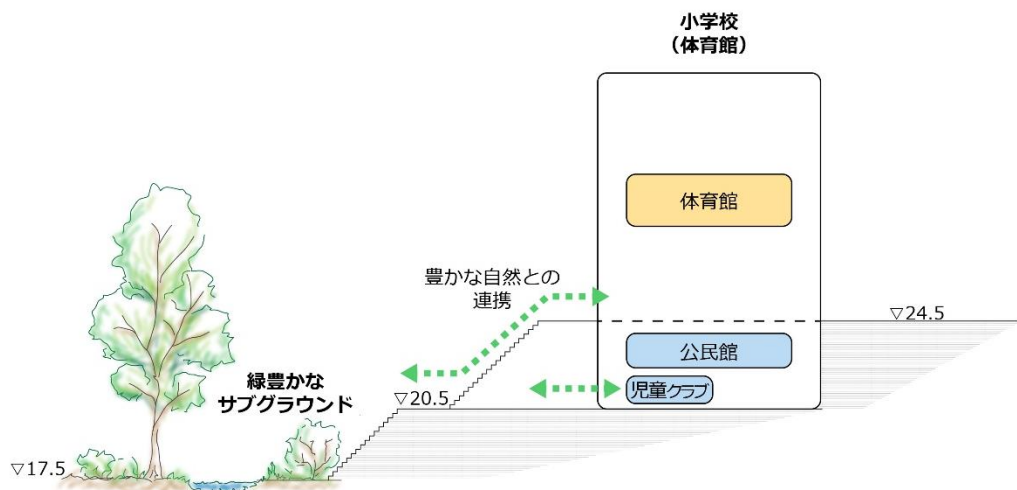 小学校
（体育館）
体育館
豊かな自然との
連携
▽24.5
公民館
児童クラブ
緑豊かな
サブグラウンド
▽20.5
▽17.5